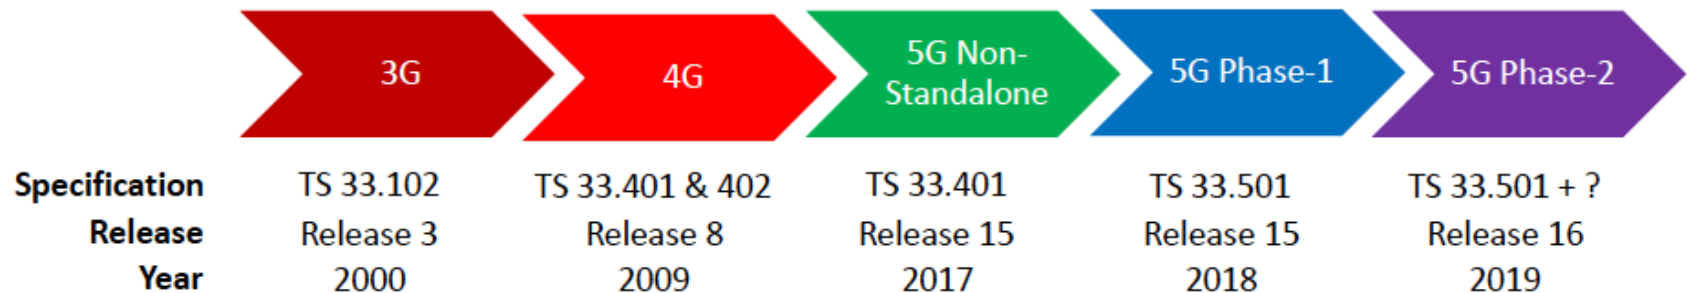 3G
4G
5G Non-
Standalone
5G Phase-1
5G Phase-2
Specification TS 33.102 TS 33.401 & 402 TS 33.401 TS 33.501 TS 33.501 + ?
Release Release 3 Release 8 Release 15 Release 15 Release 16
Year 2000 2009 2017 2018 2019